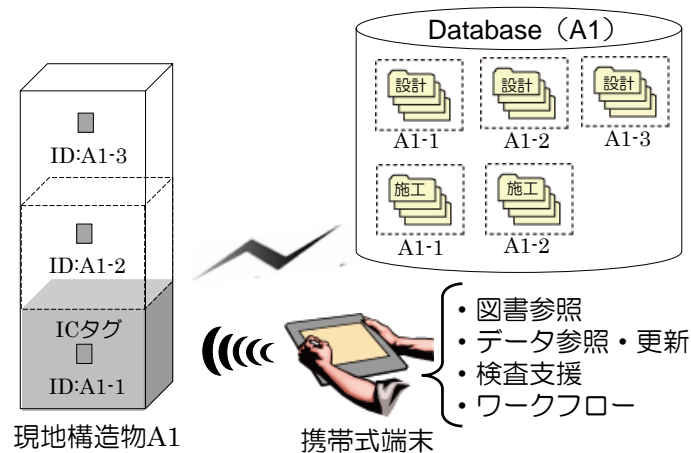 Database（A1）
設計
設計
設計
A1-1
A1-2
A1-3
施工
施工
A1-1
A1-2
ID:A1-3
ID:A1-2
ICタグ
ID:A1-1
現地構造物A1
携帯式端末
・図書参照
・データ参照・更新
・検査支援
・ワークフロー